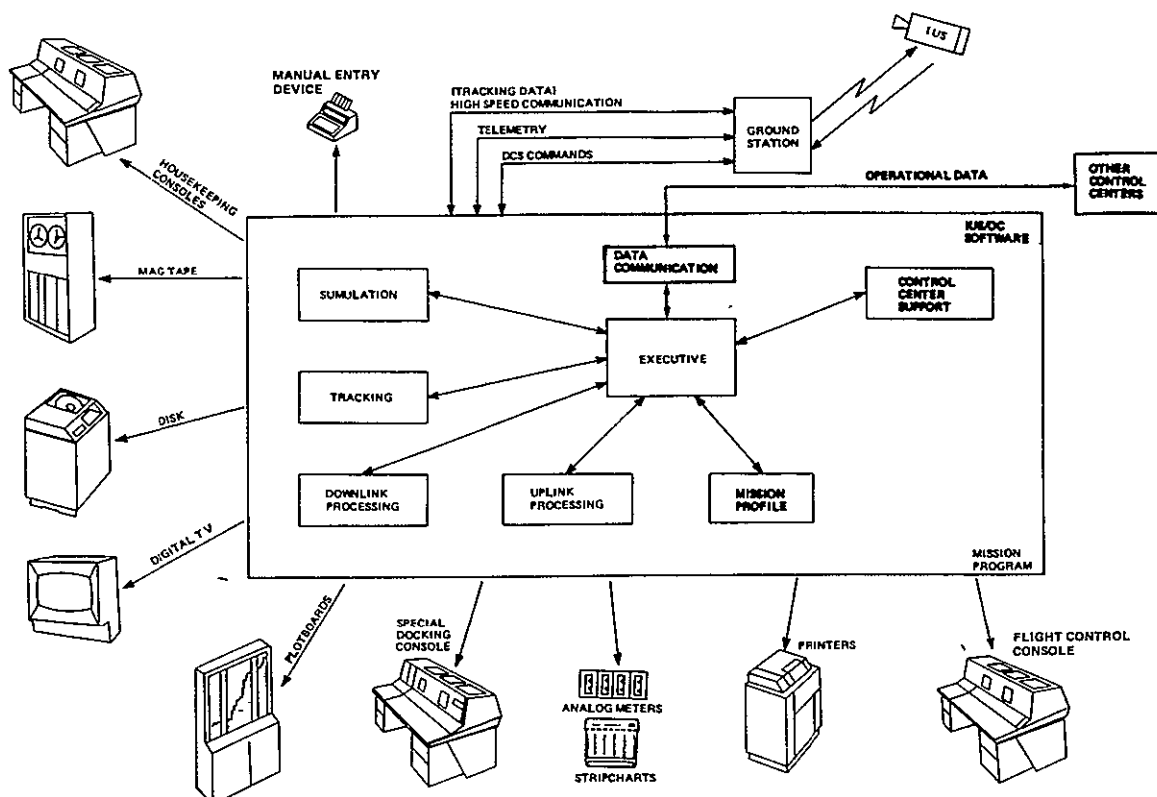 IUS
MANUAL ENTRY
DEVICE
(TRACKING DATA)
HIGH SPEED COMMUNICATION
TELEMETRY
DCS COMMANDS
GROUND
STATION
OPERATIONAL DATA
OTHER
CONTROL
CENTERS
HOUSEKEEPING
CONSOLES
MAG TAPE
DISK
DIGITAL TV
SOFTWARE
DATA
COMMUNICATION
SUMULATION
CONTROL
CENTER
SUPPORT
EXECUTIVE
TRACKING
DOWNLINK
PROCESSING
UPLINK
PROCESSING
MISSION
PROFILE
MISSION
PROGRAM
PLOTBOARDS
SPECIAL
DOCKING
CONSOLE
ANALOG METERS
STRIPCHARTS
PRINTERS
FLIGHT CONTROL
CONSOLE